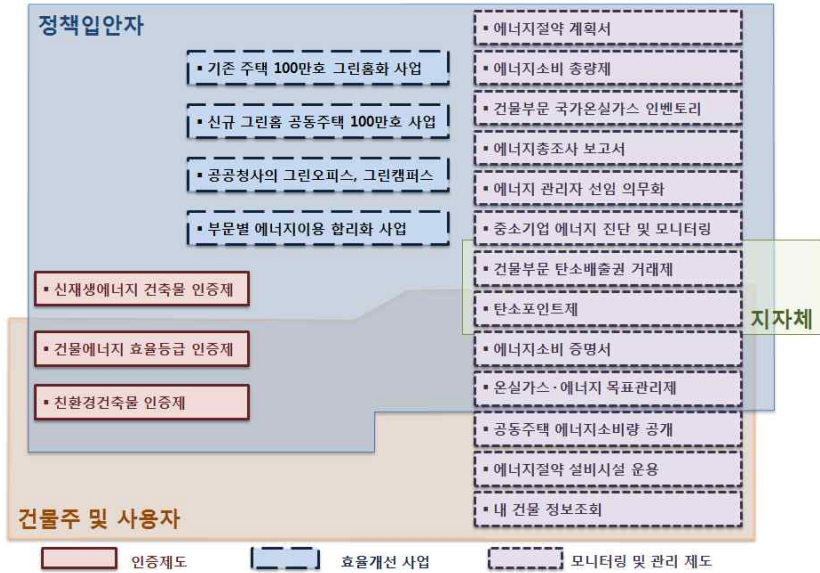 정책입안자
▪ 기존 주택 100만호 그린홈화 사업
▪ 신규 그린홈 공동주택 100만호 사업
▪ 공공청사의 그린오피스, 그린캠퍼스
▪ 부문별 에너지이용 합리화 사업
▪ 에너지절약 계획서
▪ 에너지소비 총량제
▪ 건물부문 국가온실가스 인벤토리
▪ 에너지총조사 보고서
▪ 에너지 관리자 선임 의무화
▪ 중소기업 에너지 진단 및 모니터링
▪ 건물부문 탄소배출권 거래제
▪ 탄소포인트제
▪ 에너지소비 증명서
▪ 온실가스·에너지 목표관리제
▪ 공동주택 에너지소비량 공개
▪ 에너지절약 설비시설 운용
▪ 내 건물 정보조회
지자체
▪ 신재생에너지 건축물 인증제
▪ 건물에너지 효율등급 인증제
▪ 친환경건축물 인증제
건물주 및 사용자
인증제도
효율개선 사업
모니터링 및 관리 제도